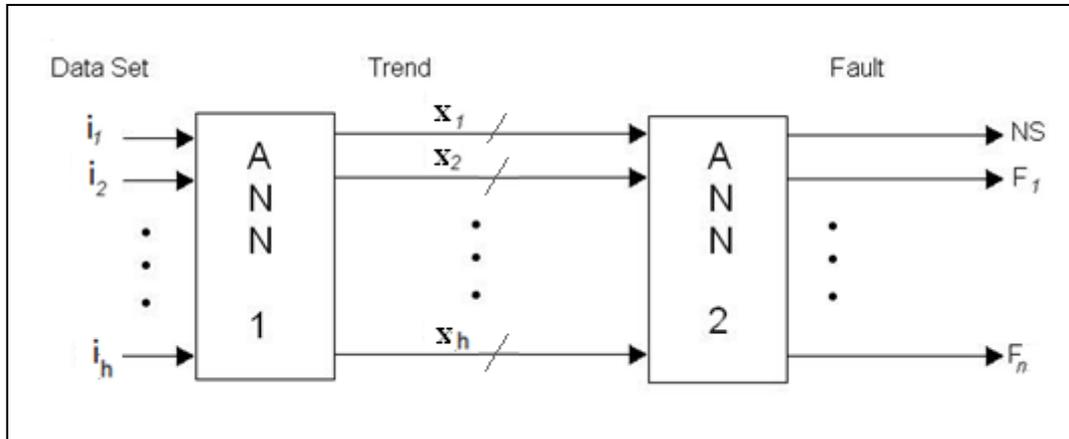 Data Set Trend Fault
i1 x1 NS
i2 x2 F1
A
N
N
1
A
N
N
2
ih xh Fn